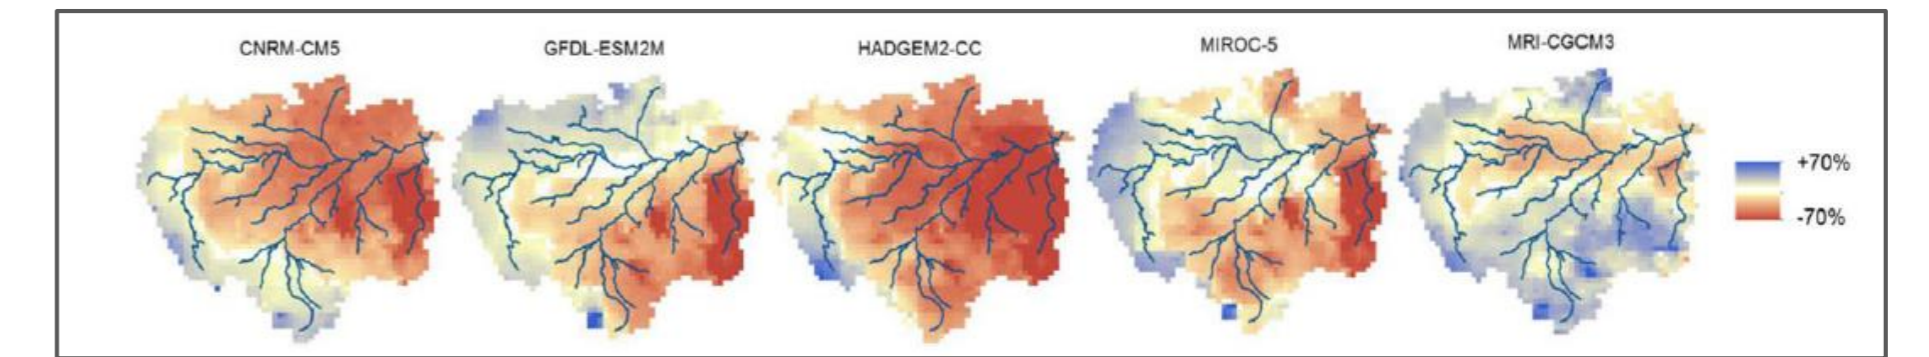 CNRM-CM5
GFDL-ESM2M
HADGEM2-CC
MIROC-5
MRI-CGCM3
+70%
-70%